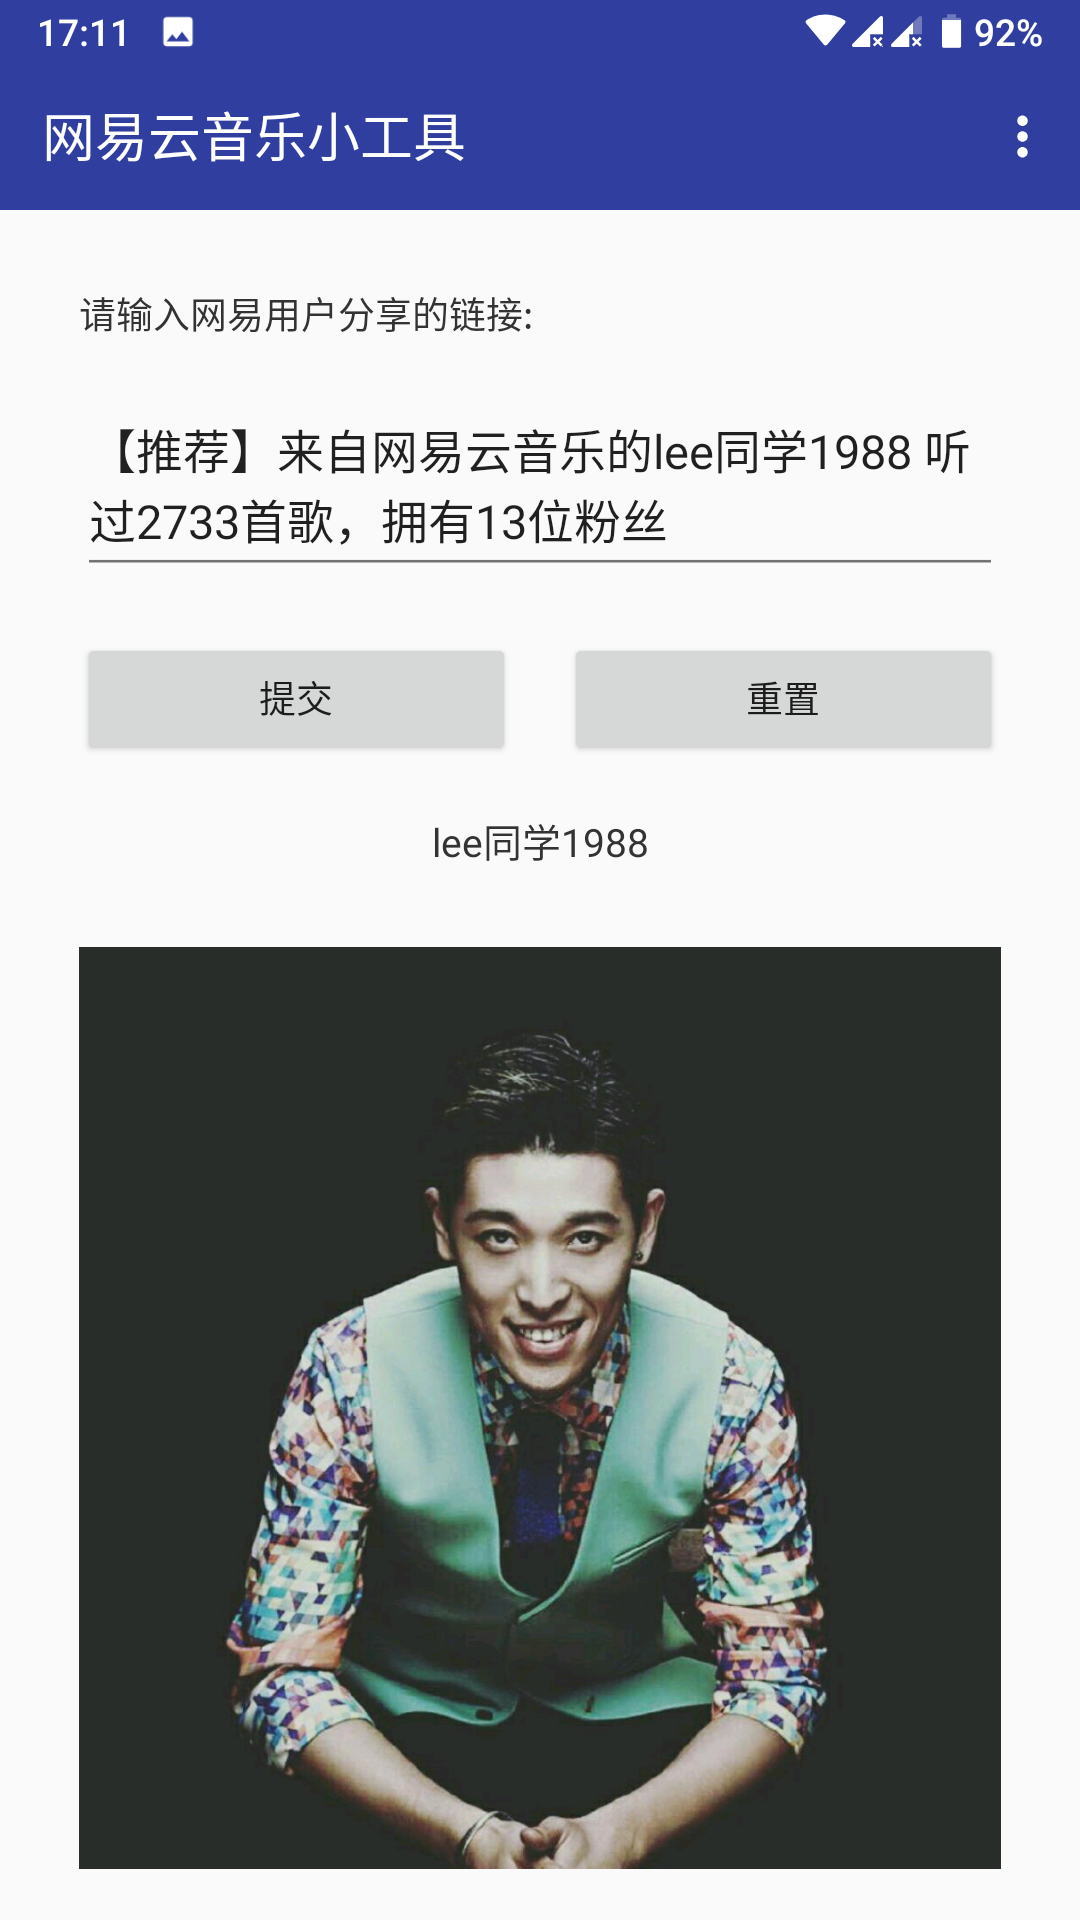 17:11
92%
网易云音乐小工具
请输入网易用户分享的链接:
【推荐】来自网易云音乐的lee同学1988 听
过2733首歌，拥有13位粉丝
提交
重置
lee同学1988